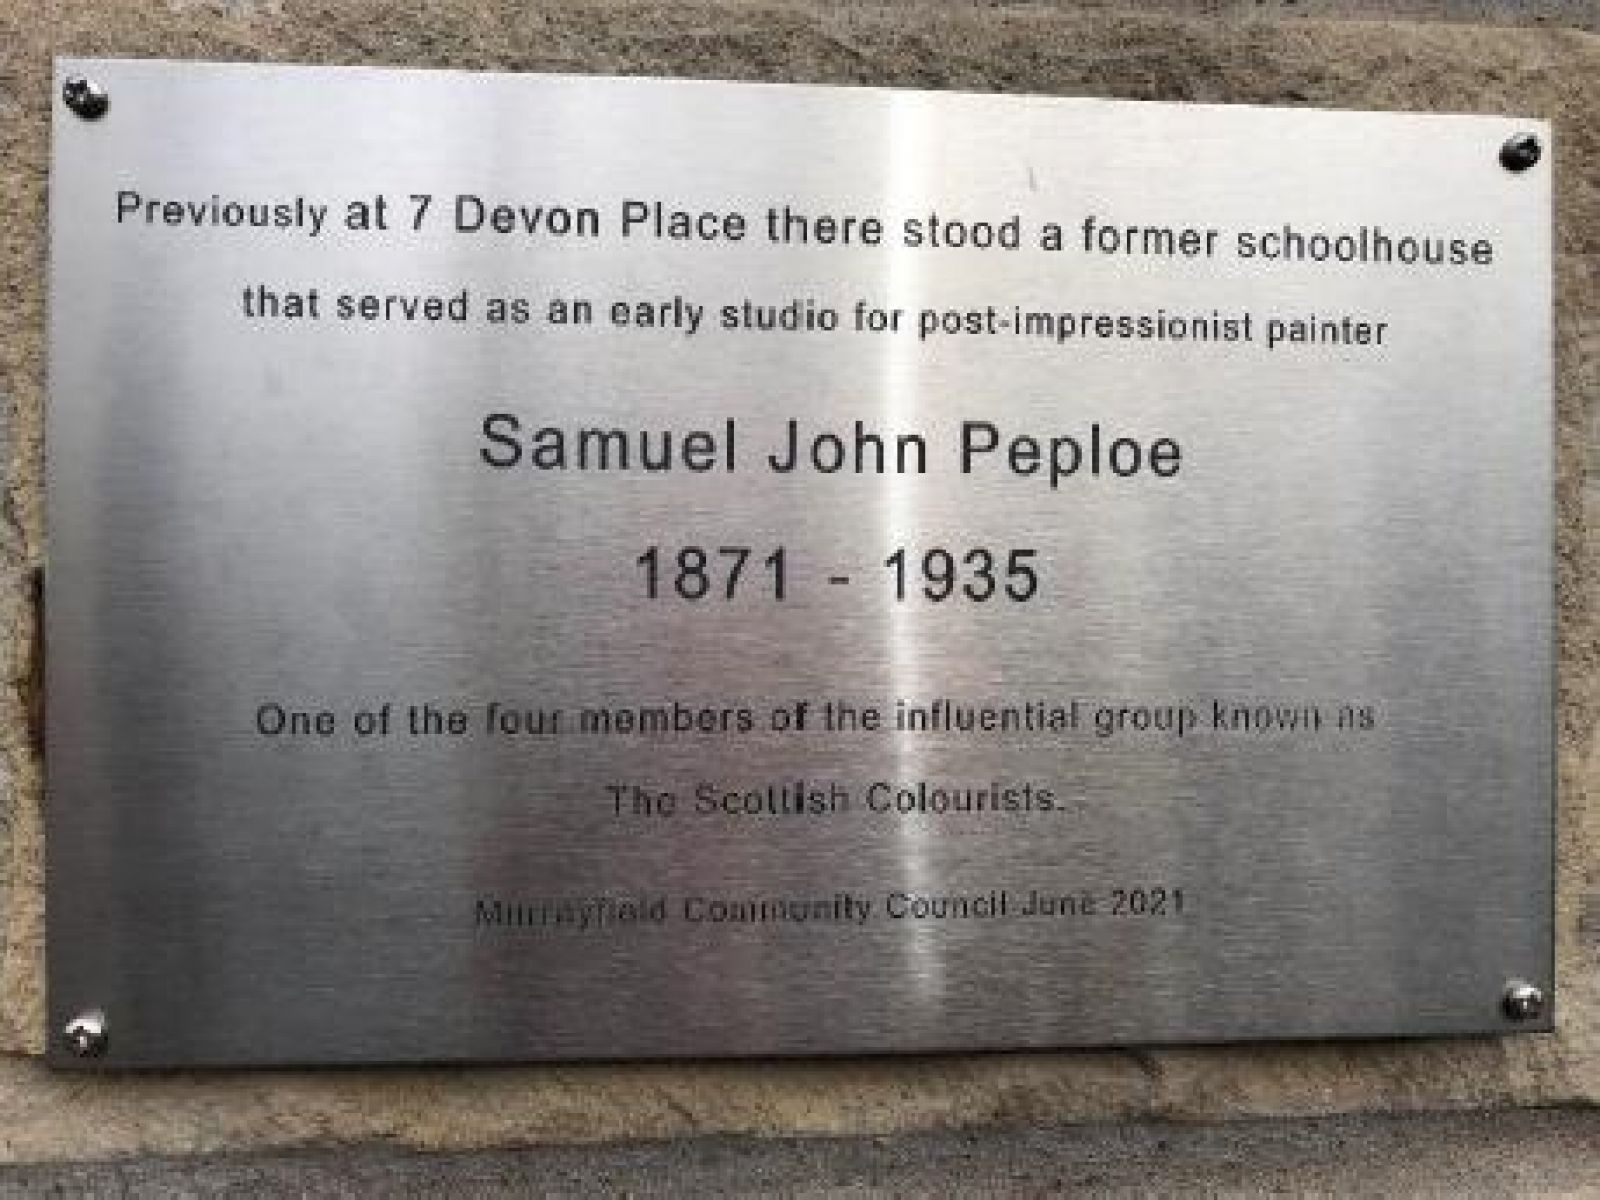 Previously at 7 Devon Place there stood a former schoolhouse
that served as an early studio for post-impressionist painter
Samuel John Peploe
1871 - 1935
One of the four members of the influential group known as
The Scottish Colourists.
Murrayfield Community Council June 2021